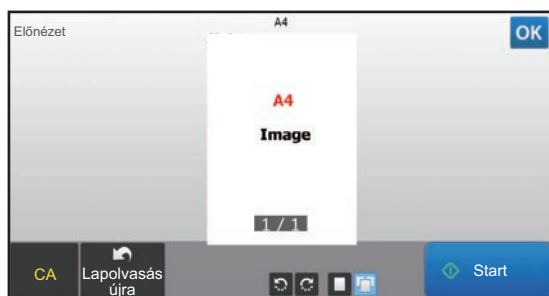 A4
Előnézet
OK
A4
Image
1 / 1
CA
Lapolvasás
újra
Start